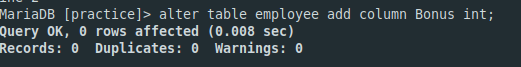 MariaDB [practice]> alter table employee add column Bonus int;
Query OK, 0 rows affected (0.008 sec)
Records: 0  Duplicates: 0  Warnings: 0